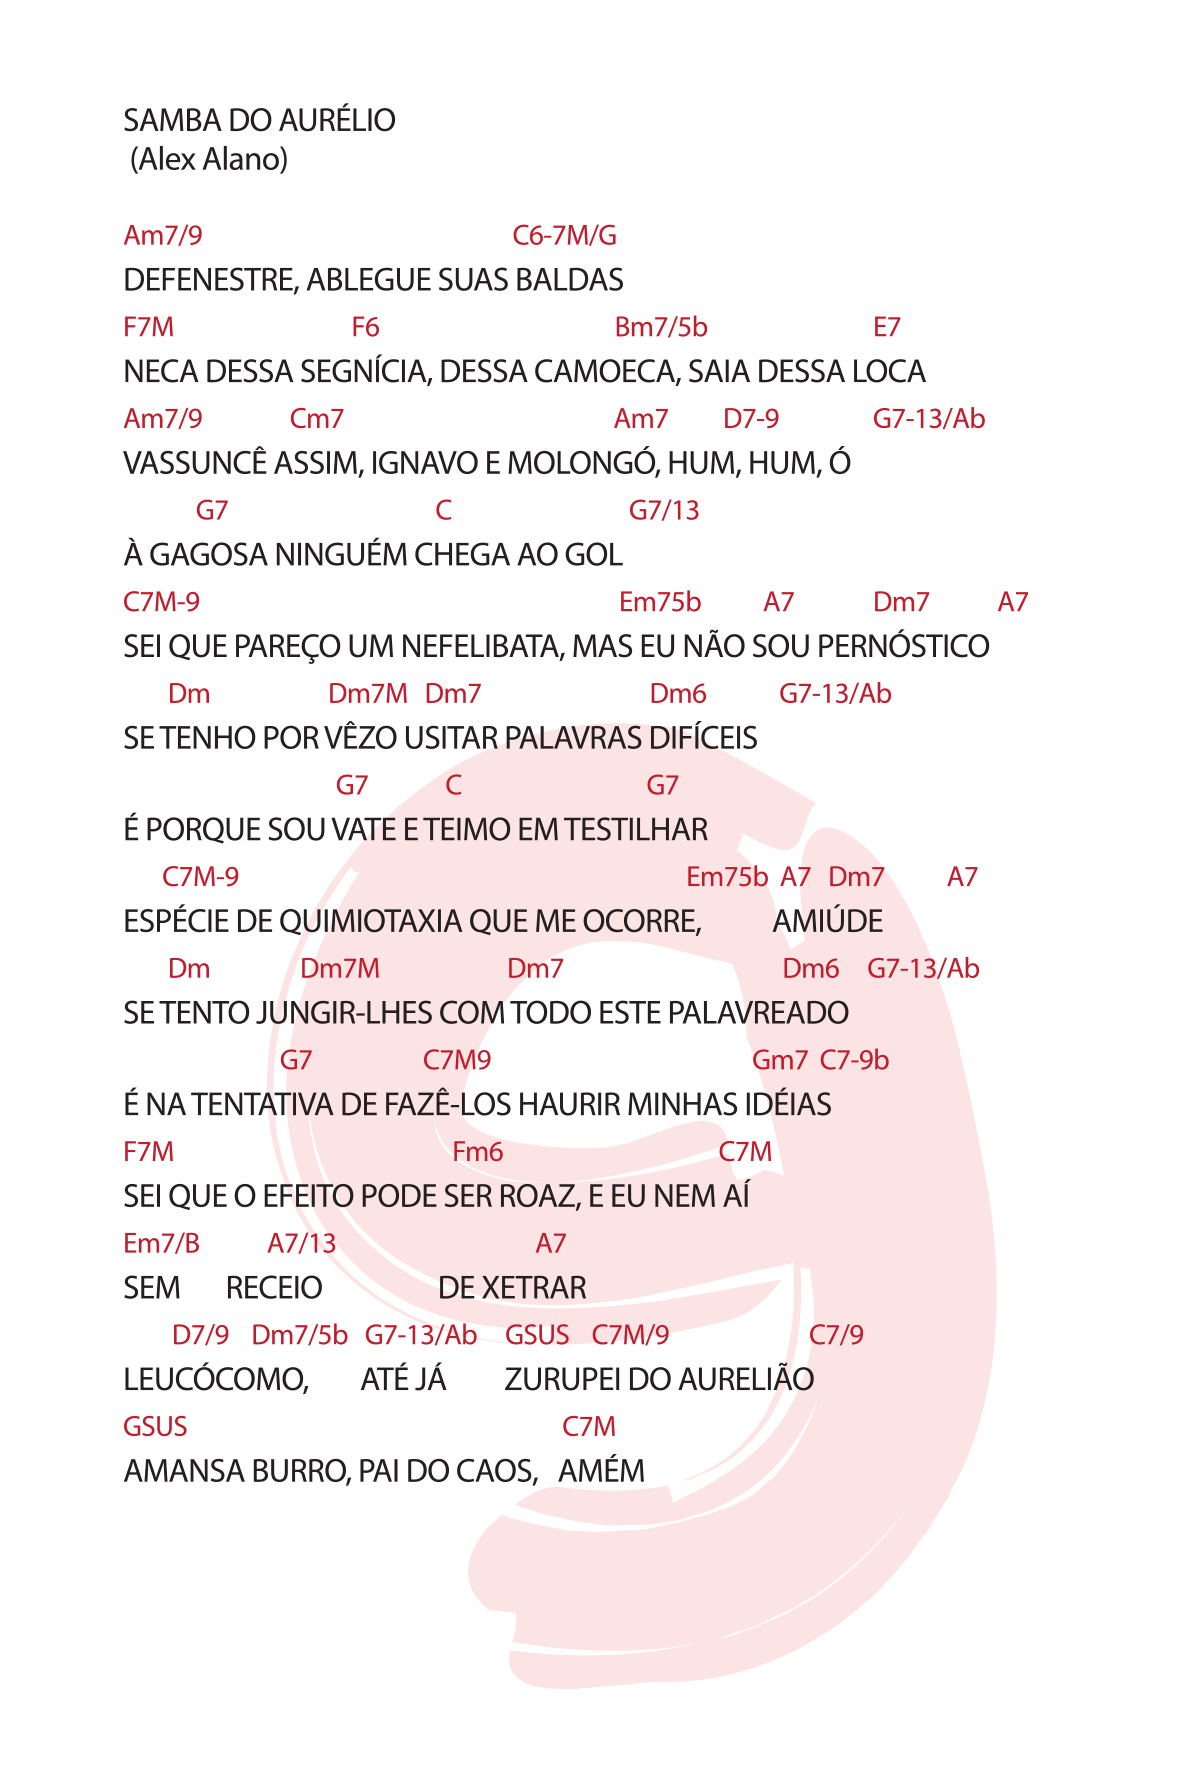 SAMBA DO AURÉLIO
(Alex Alano)
Am7/9 C6-7M/G
DEFENESTRE, ABLEGUE SUAS BALDAS
F7M F6 Bm7/5b E7
NECA DESSA SEGNÍCIA, DESSA CAMOECA, SAIA DESSA LOCA
Am7/9 Cm7 Am7 D7-9 G7-13/Ab
VASSUNCÊ ASSIM, IGNAVO E MOLONGÓ, HUM, HUM, Ó
G7 C G7/13
À GAGOSA NINGUÉM CHEGA AO GOL
C7M-9 Em75b A7 Dm7 A7
SEI QUE PAREÇO UM NEFELIBATA, MAS EU NÃO SOU PERNÓSTICO
Dm Dm7M Dm7 Dm6 G7-13/Ab
SE TENHO POR VÊZO USITAR PALAVRAS DIFÍCEIS
G7 C G7
É PORQUE SOU VATE E TEIMO EM TESTILHAR
C7M-9 Em75b A7 Dm7 A7
ESPÉCIE DE QUIMIOTAXIA QUE ME OCORRE, AMIÚDE
Dm Dm7M Dm7 Dm6 G7-13/Ab
SE TENTO JUNGIR-LHES COM TODO ESTE PALAVREADO
G7 C7M9 Gm7 C7-9b
É NA TENTATIVA DE FAZÊ-LOS HAURIR MINHAS IDÉIAS
F7M Fm6 C7M
SEI QUE O EFEITO PODE SER ROAZ, E EU NEM AÍ
Em7/B A7/13 A7
SEM RECEIO DE XETRAR
D7/9 Dm7/5b G7-13/Ab GSUS C7M/9 C7/9
LEUCÓCOMO, ATÉ JÁ ZURUPEI DO AURELIÃO
GSUS C7M
AMANSA BURRO, PAI DO CAOS, AMÉM